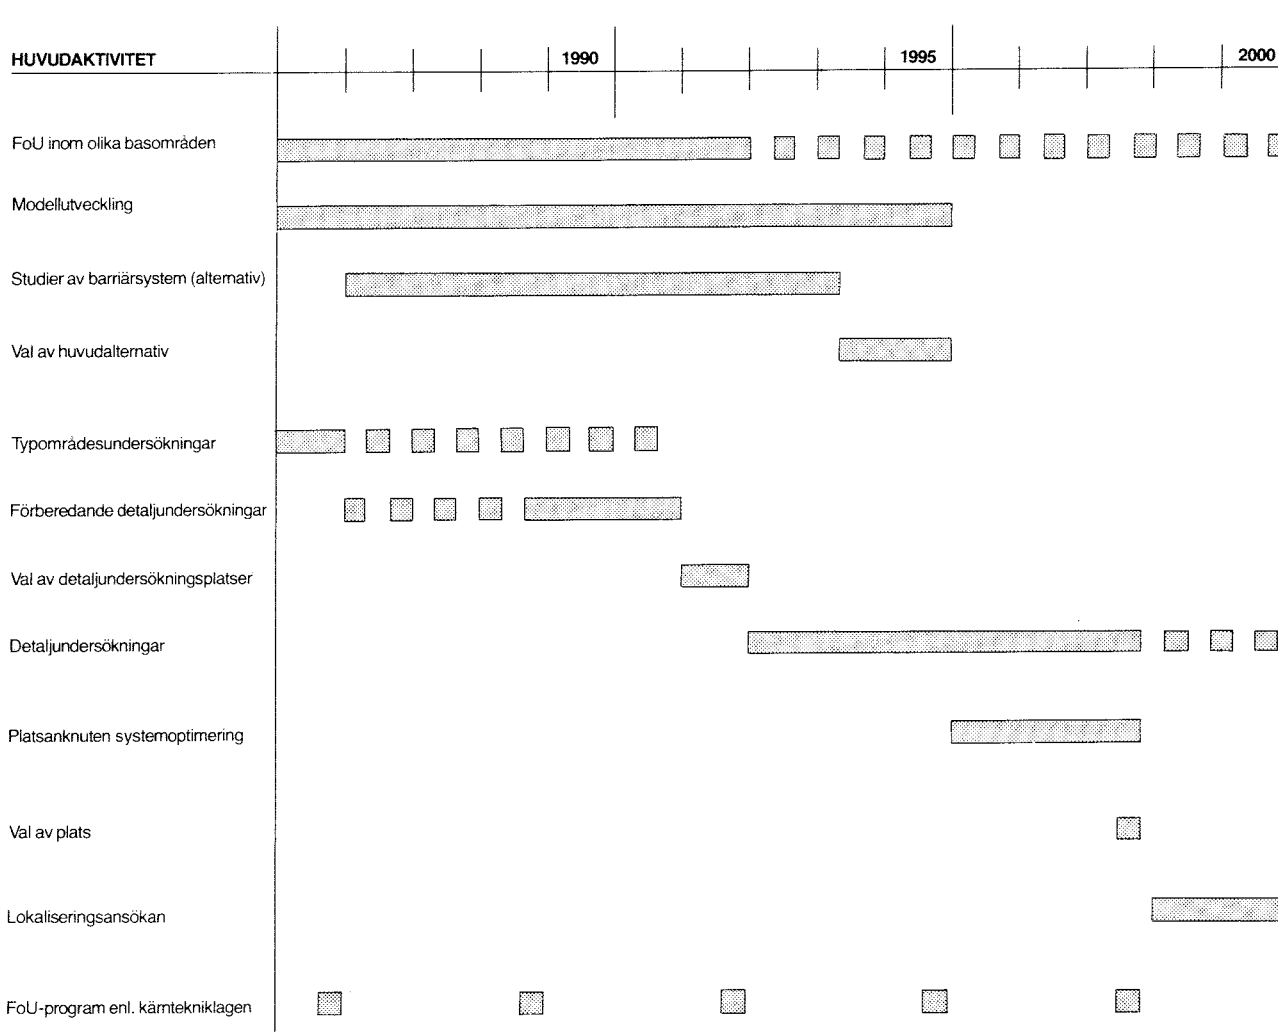 HUVUDAKTIVITET 1990 1995 2000
FoU inom olika basområden
Modellutveckling
Studier av barriärsystem (alternativ)
Val av huvudalternativ
Typområdesundersökningar
Förberedande detaljundersökningar
Val av detaljundersökningsplatser
Detaljundersökningar
Platsanknuten systemoptimering
Val av plats
Lokaliseringsansökan
FoU-program enl. kärntekniklagen